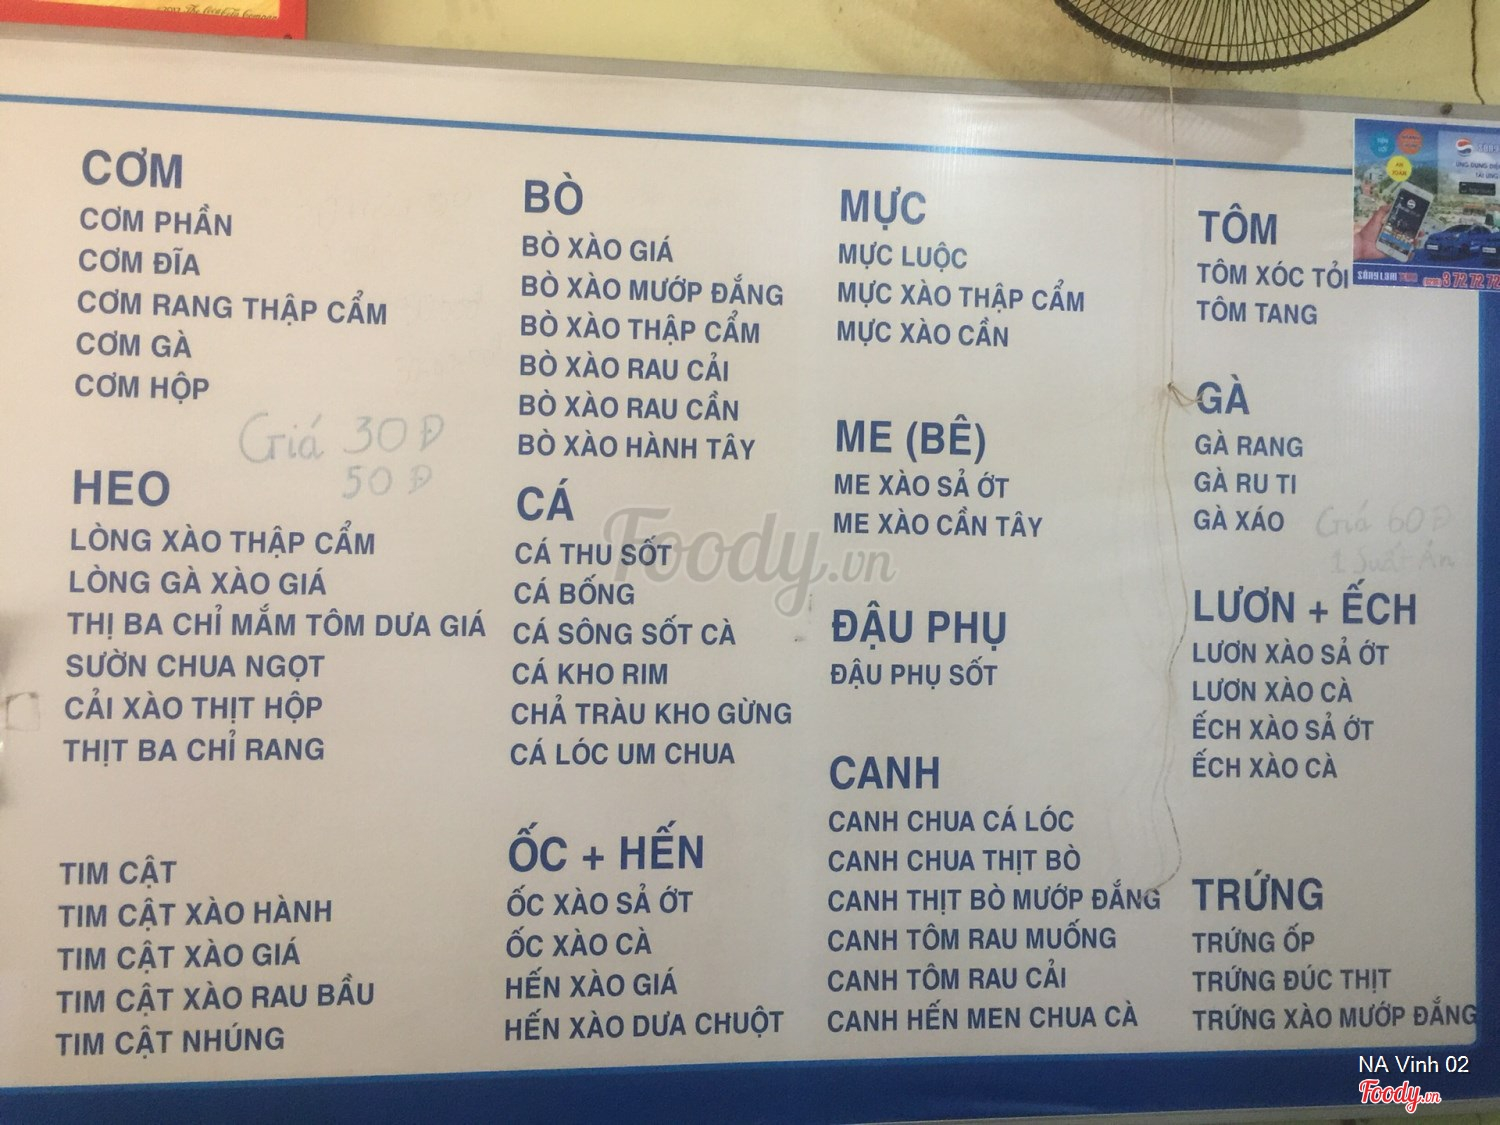 The Coca-Cola Company
CƠM
CƠM PHẦN
CƠM ĐĨA
CƠM RANG THẬP CẨM
CƠM GÀ
CƠM HỘP
Giá 30Đ
50Đ
HEO
LÒNG XÀO THẬP CẨM
LÒNG GÀ XÀO GIÁ
THỊ BA CHỈ MẮM TÔM DƯA GIÁ
SƯỜN CHUA NGỌT
CẢI XÀO THỊT HỘP
THỊT BA CHỈ RANG
TIM CẬT
TIM CẬT XÀO HÀNH
TIM CẬT XÀO GIÁ
TIM CẬT XÀO RAU BẦU
TIM CẬT NHÚNG
BÒ
BÒ XÀO GIÁ
BÒ XÀO MƯỚP ĐẮNG
BÒ XÀO THẬP CẨM
BÒ XÀO RAU CẢI
BÒ XÀO RAU CẦN
BÒ XÀO HÀNH TÂY
CÁ
CÁ THU SỐT
CÁ BỐNG
CÁ SÔNG SỐT CÀ
CÁ KHO RIM
CHẢ TRÀU KHO GỪNG
CÁ LÓC UM CHUA
ỐC + HẾN
ỐC XÀO SẢ ỚT
ỐC XÀO CÀ
HẾN XÀO GIÁ
HẾN XÀO DƯA CHUỘT
MỰC
MỰC LUỘC
MỰC XÀO THẬP CẨM
MỰC XÀO CẦN
ME (BÊ)
ME XÀO SẢ ỚT
ME XÀO CẦN TÂY
ĐẬU PHỤ
ĐẬU PHỤ SỐT
CANH
CANH CHUA CÁ LÓC
CANH CHUA THỊT BÒ
CANH THỊT BÒ MƯỚP ĐẮNG
CANH TÔM RAU MUỐNG
CANH TÔM RAU CẢI
CANH HẾN MEN CHUA CÀ
TÔM
TÔM XÓC TỎI
TÔM TANG
GÀ
GÀ RANG
GÀ RU TI
GÀ XÁO
Giá 60Đ
1 Suất Ăn
LƯƠN + ẾCH
LƯƠN XÀO SẢ ỚT
LƯƠN XÀO CÀ
ẾCH XÀO SẢ ỚT
ẾCH XÀO CÀ
TRỨNG
TRỨNG ỐP
TRỨNG ĐÚC THỊT
TRỨNG XÀO MƯỚP ĐẮNG
3 72 72 72
Foody.vn
NA Vinh 02
Foody.vn